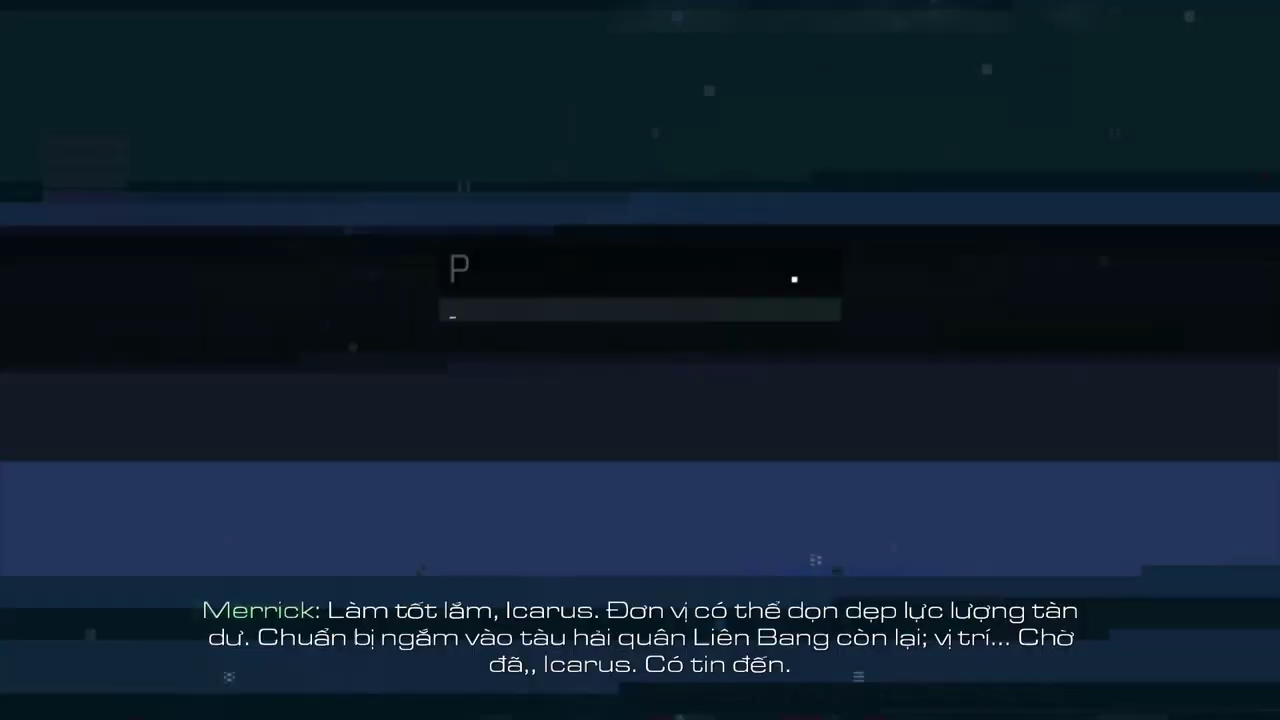 P
Merrick: Làm tốt lắm, Icarus. Đơn vị có thể dọn dẹp lực lượng tàn
dư. Chuẩn bị ngắm vào tàu hải quân Liên Bang còn lại; vị trí... Chờ
đã,, Icarus. Có tin đến.